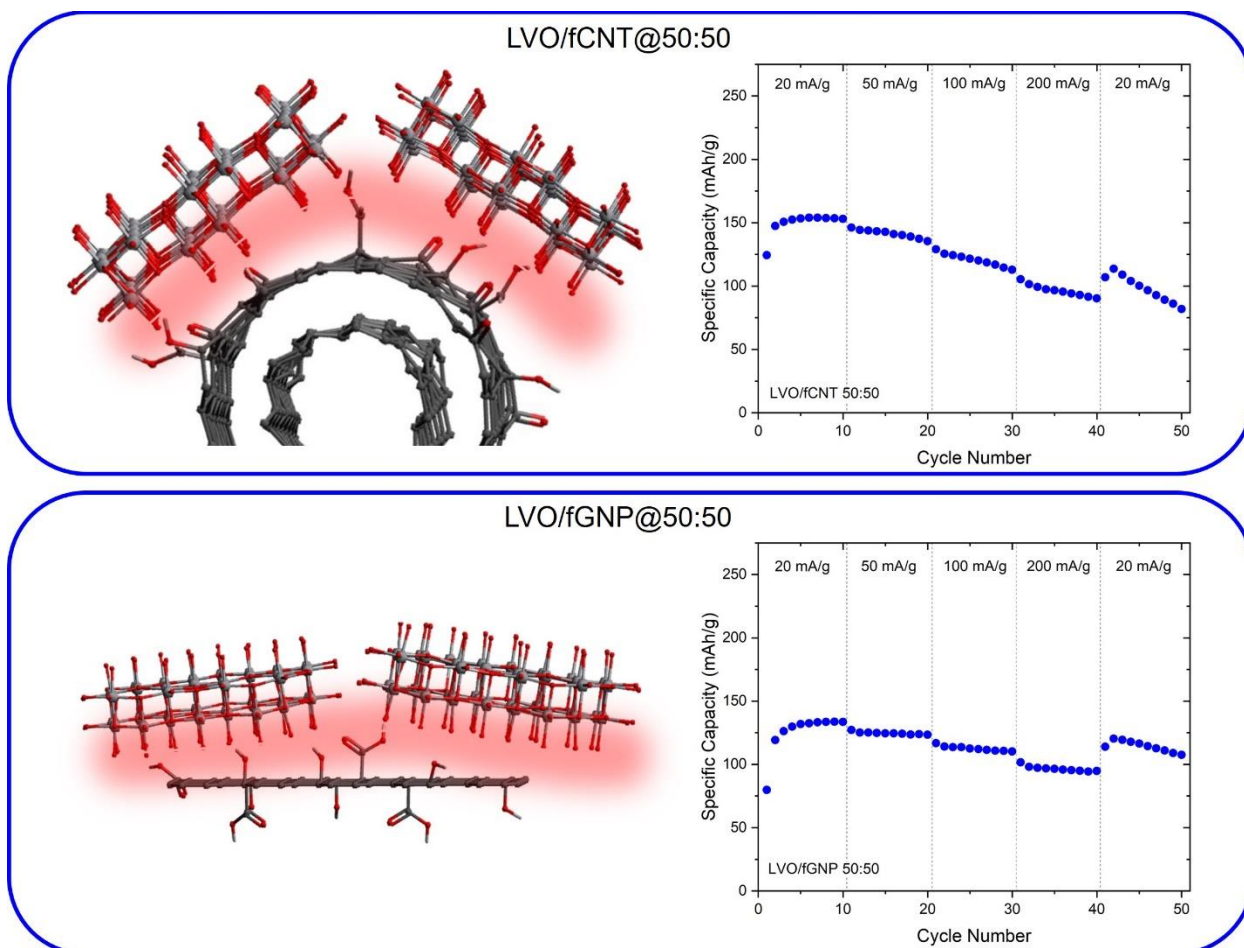 LVO/fCNT@50:50
20 mA/g 50 mA/g 100 mA/g 200 mA/g 20 mA/g
250
200
150
100
50
0
Specific Capacity (mAh/g)
LVO/fCNT 50:50
0 10 20 30 40 50
Cycle Number
LVO/fGNP@50:50
20 mA/g 50 mA/g 100 mA/g 200 mA/g 20 mA/g
250
200
150
100
50
0
Specific Capacity (mAh/g)
LVO/fGNP 50:50
0 10 20 30 40 50
Cycle Number